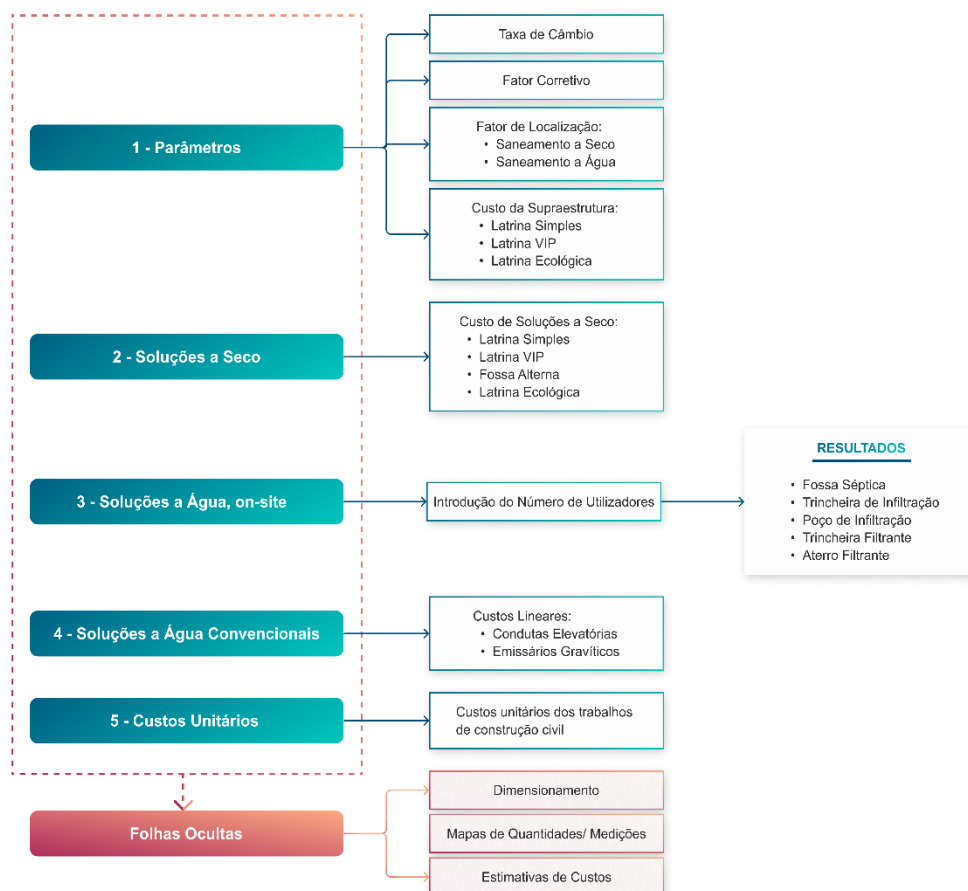 1 - Parâmetros
Taxa de Câmbio
Fator Corretivo
Fator de Localização:
• Saneamento a Seco
• Saneamento a Água
Custo da Supraestrutura:
• Latrina Simples
• Latrina VIP
• Latrina Ecológica
2 - Soluções a Seco
Custo de Soluções a Seco:
• Latrina Simples
• Latrina VIP
• Fossa Alterna
• Latrina Ecológica
3 - Soluções a Água, on-site
Introdução do Número de Utilizadores
RESULTADOS
• Fossa Séptica
• Trincheira de Infiltração
• Poço de Infiltração
• Trincheira Filtrante
• Aterro Filtrante
4 - Soluções a Água Convencionais
Custos Lineares:
• Condutas Elevatórias
• Emissários Gravíticos
5 - Custos Unitários
Custos unitários dos trabalhos
de construção civil
Folhas Ocultas
Dimensionamento
Mapas de Quantidades/ Medições
Estimativas de Custos